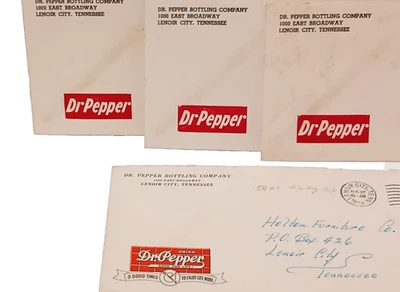 DR. PEPPER BOTTLING COMPANY
1000 EAST BROADWAY
LENOIR CITY, TENNESSEE
Dr Pepper
DR. PEPPER BOTTLING COMPANY
1000 EAST BROADWAY
LENOIR CITY, TENNESSEE
Dr Pepper
DR. PEPPER BOTTLING COMPANY
1000 EAST BROADWAY
LENOIR CITY, TENNESSEE
Dr Pepper
DR. PEPPER BOTTLING COMPANY
1000 EAST BROADWAY
LENOIR CITY, TENNESSEE
DRINK
Dr.Pepper
GOOD FOR LIFE!
3 GOOD TIMES
TO ENJOY LIFE MORE
Helton Furniture Co.
P.O. Box 426
Lenoir City
Tennessee